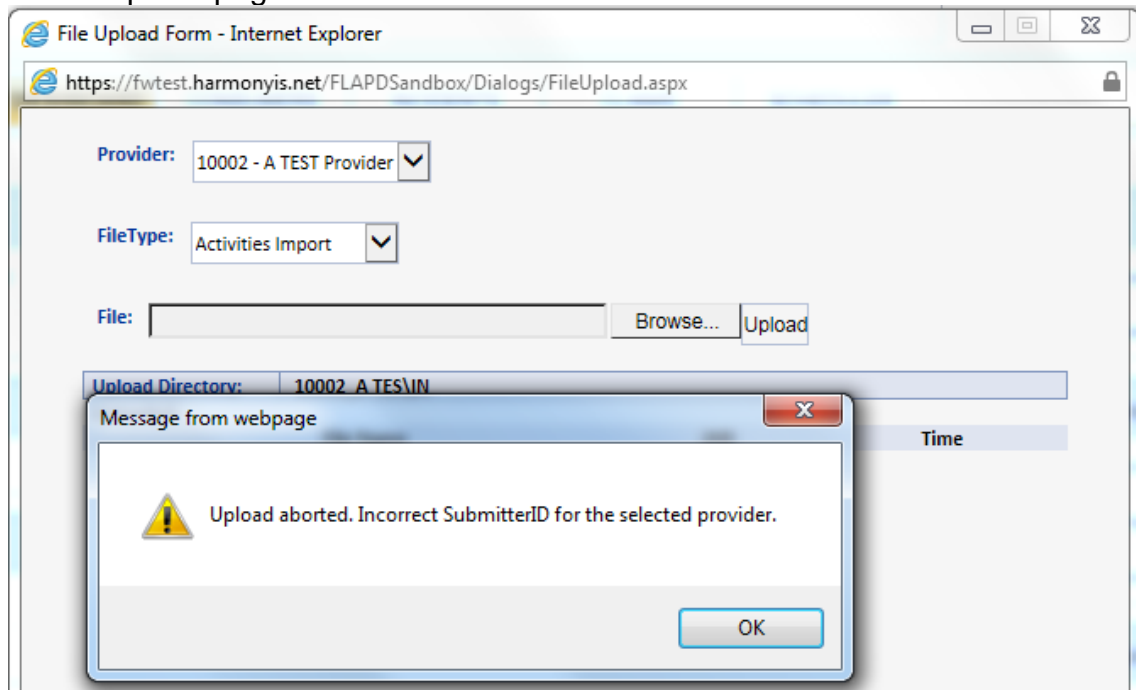 File Upload Form - Internet Explorer
https://fwtest.harmonyis.net/FLAPDSandbox/Dialogs/FileUpload.aspx
Provider: 10002 - A TEST Provider
FileType: Activities Import
File: Browse... Upload
Upload Directory: 10002 A TES\IN
Message from webpage
Time
Upload aborted. Incorrect SubmitterID for the selected provider.
OK